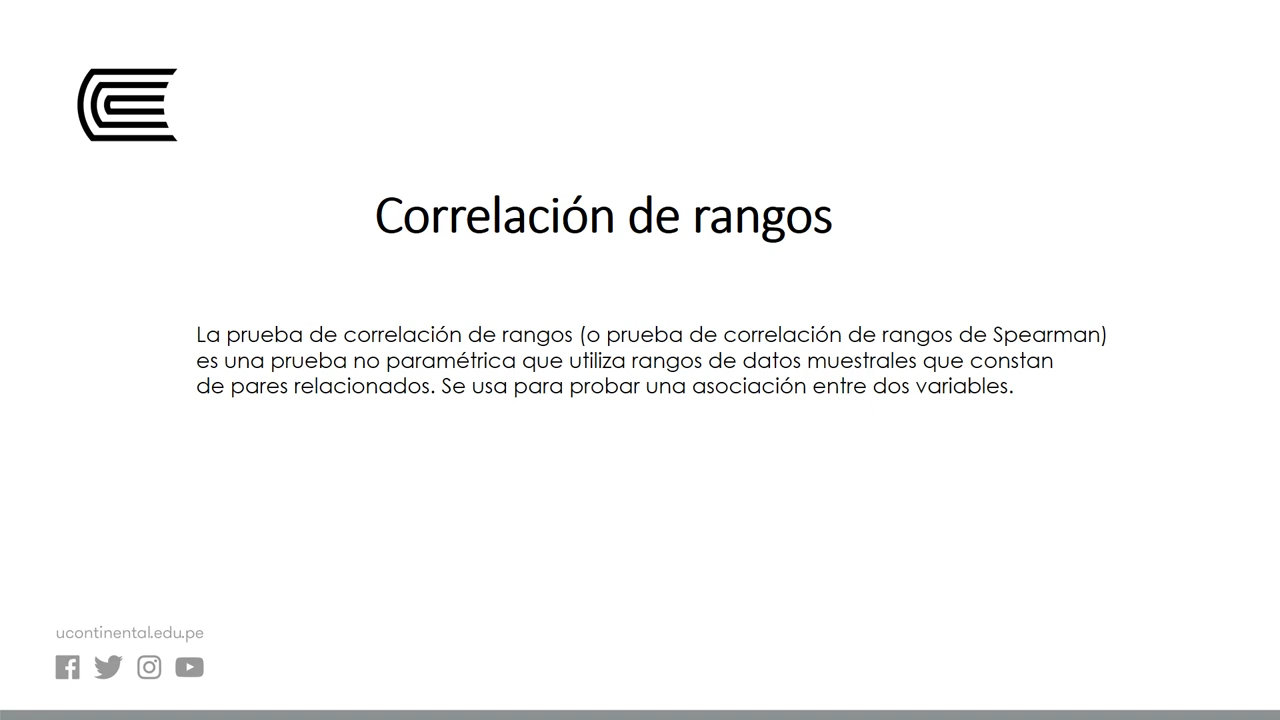 Correlación de rangos
La prueba de correlación de rangos (o prueba de correlación de rangos de Spearman)
es una prueba no paramétrica que utiliza rangos de datos muestrales que constan
de pares relacionados. Se usa para probar una asociación entre dos variables.
ucontinental.edu.pe